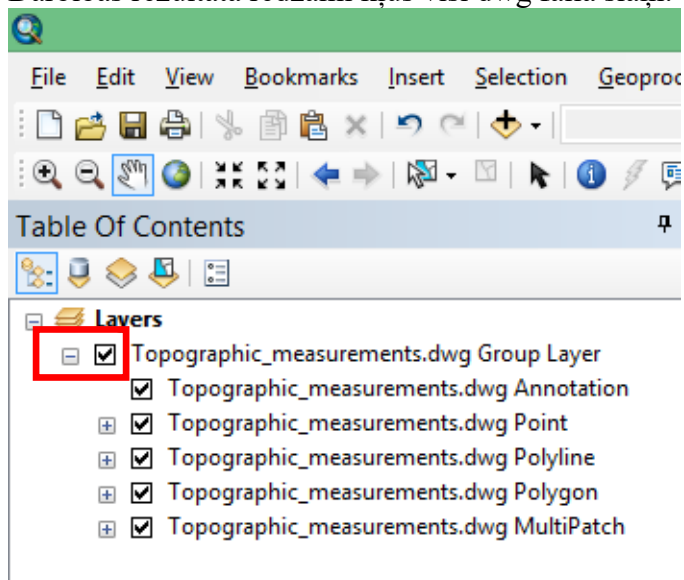 File Edit View Bookmarks Insert Selection Geoproc
Table Of Contents
Layers
Topographic_measurements.dwg Group Layer
Topographic_measurements.dwg Annotation
Topographic_measurements.dwg Point
Topographic_measurements.dwg Polyline
Topographic_measurements.dwg Polygon
Topographic_measurements.dwg MultiPatch